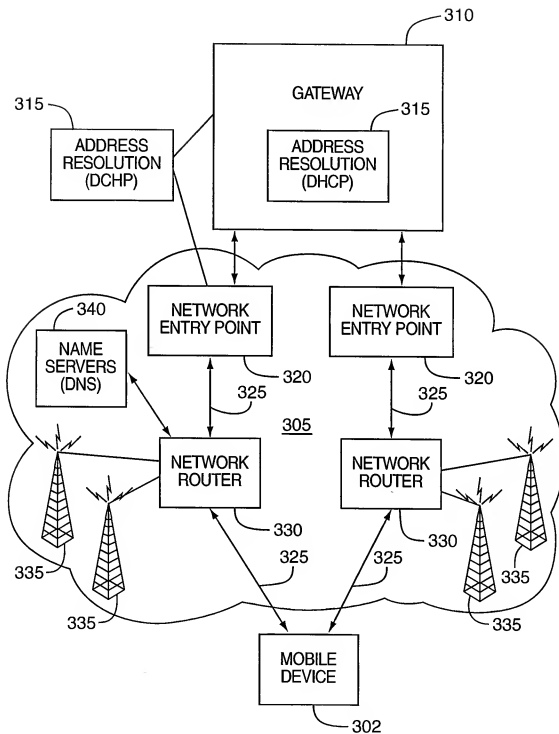 310
GATEWAY
315
ADDRESS
RESOLUTION
(DCHP)
315
ADDRESS
RESOLUTION
(DHCP)
340
NAME
SERVERS
(DNS)
NETWORK
ENTRY POINT
320
NETWORK
ENTRY POINT
320
325
305
325
NETWORK
ROUTER
330
NETWORK
ROUTER
330
335
335
325
325
335
335
MOBILE
DEVICE
302